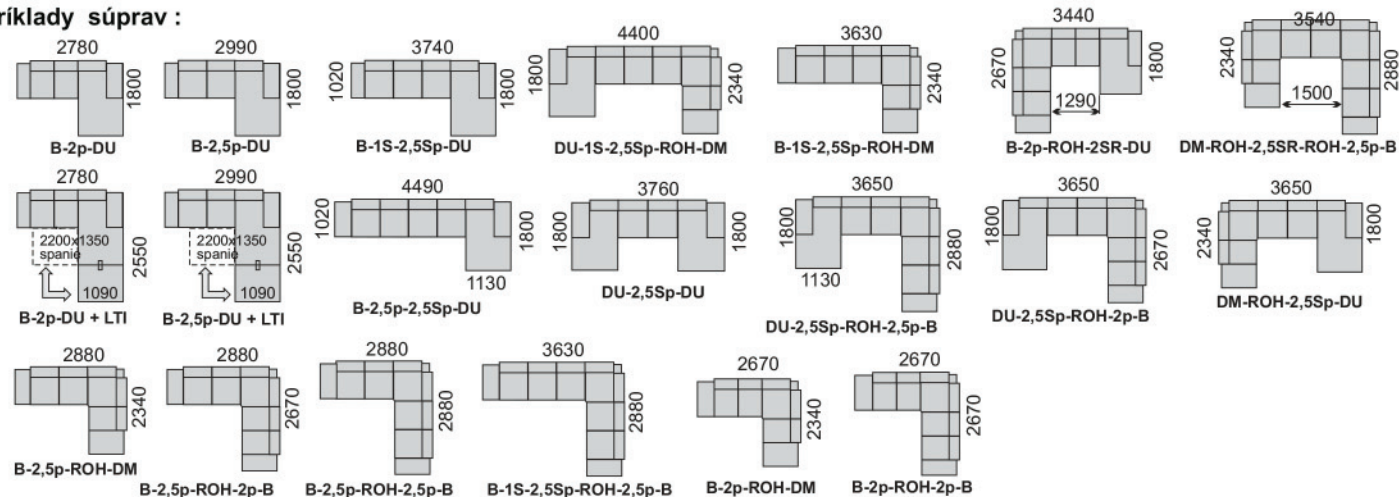 ríklady súprav :
2780
1800
B-2p-DU
2990
1800
B-2,5p-DU
3740
1020
1800
B-1S-2,5Sp-DU
4400
1800
2340
DU-1S-2,5Sp-ROH-DM
3630
1020
2340
B-1S-2,5Sp-ROH-DM
3440
2670
1800
1290
B-2p-ROH-2SR-DU
3540
2340
2880
1500
DM-ROH-2,5SR-ROH-2,5p-B
2780
2200x1350
spanie
2550
1090
B-2p-DU + LTI
2990
2200x1350
spanie
2550
1090
B-2,5p-DU + LTI
4490
1020
1800
1130
B-2,5p-2,5Sp-DU
3760
1800
1800
DU-2,5Sp-DU
3650
1800
2880
1130
DU-2,5Sp-ROH-2,5p-B
3650
1800
2670
DU-2,5Sp-ROH-2p-B
3650
2340
1800
DM-ROH-2,5Sp-DU
2880
2340
B-2,5p-ROH-DM
2880
2670
B-2,5p-ROH-2p-B
2880
2880
B-2,5p-ROH-2,5p-B
3630
2880
B-1S-2,5Sp-ROH-2,5p-B
2670
2340
B-2p-ROH-DM
2670
2670
B-2p-ROH-2p-B